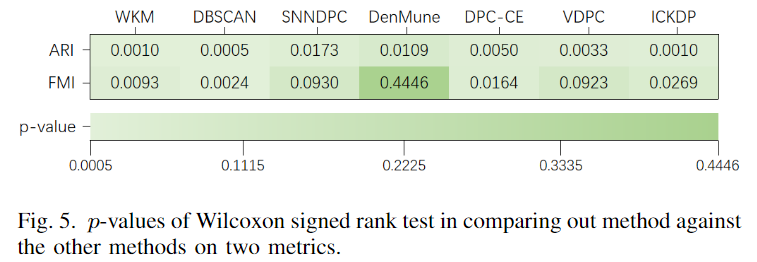 WKM DBSCAN SNNDPC DenMune DPC-CE VDPC ICKDP
ARI 0.0010 0.0005 0.0173 0.0109 0.0050 0.0033 0.0010
FMI 0.0093 0.0024 0.0930 0.4446 0.0164 0.0923 0.0269
p-value
0.0005 0.1115 0.2225 0.3335 0.4446
Fig. 5. p-values of Wilcoxon signed rank test in comparing out method against
the other methods on two metrics.